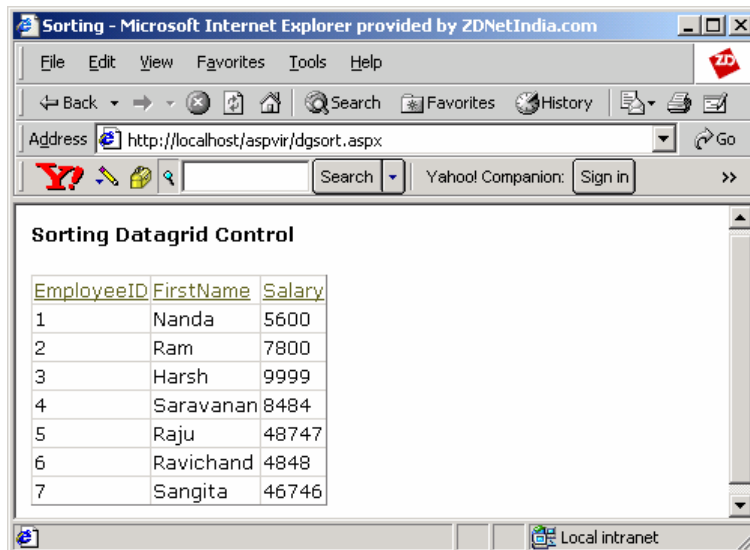 Sorting - Microsoft Internet Explorer provided by ZDNetIndia.com
File Edit View Favorites Tools Help ZD
Back Search Favorites History
Address http://localhost/aspvir/dgsort.aspx Go
Y! Search Yahoo! Companion: Sign in »
Sorting Datagrid Control
EmployeeID FirstName Salary
1 Nanda 5600
2 Ram 7800
3 Harsh 9999
4 Saravanan 8484
5 Raju 48747
6 Ravichand 4848
7 Sangita 46746
Local intranet